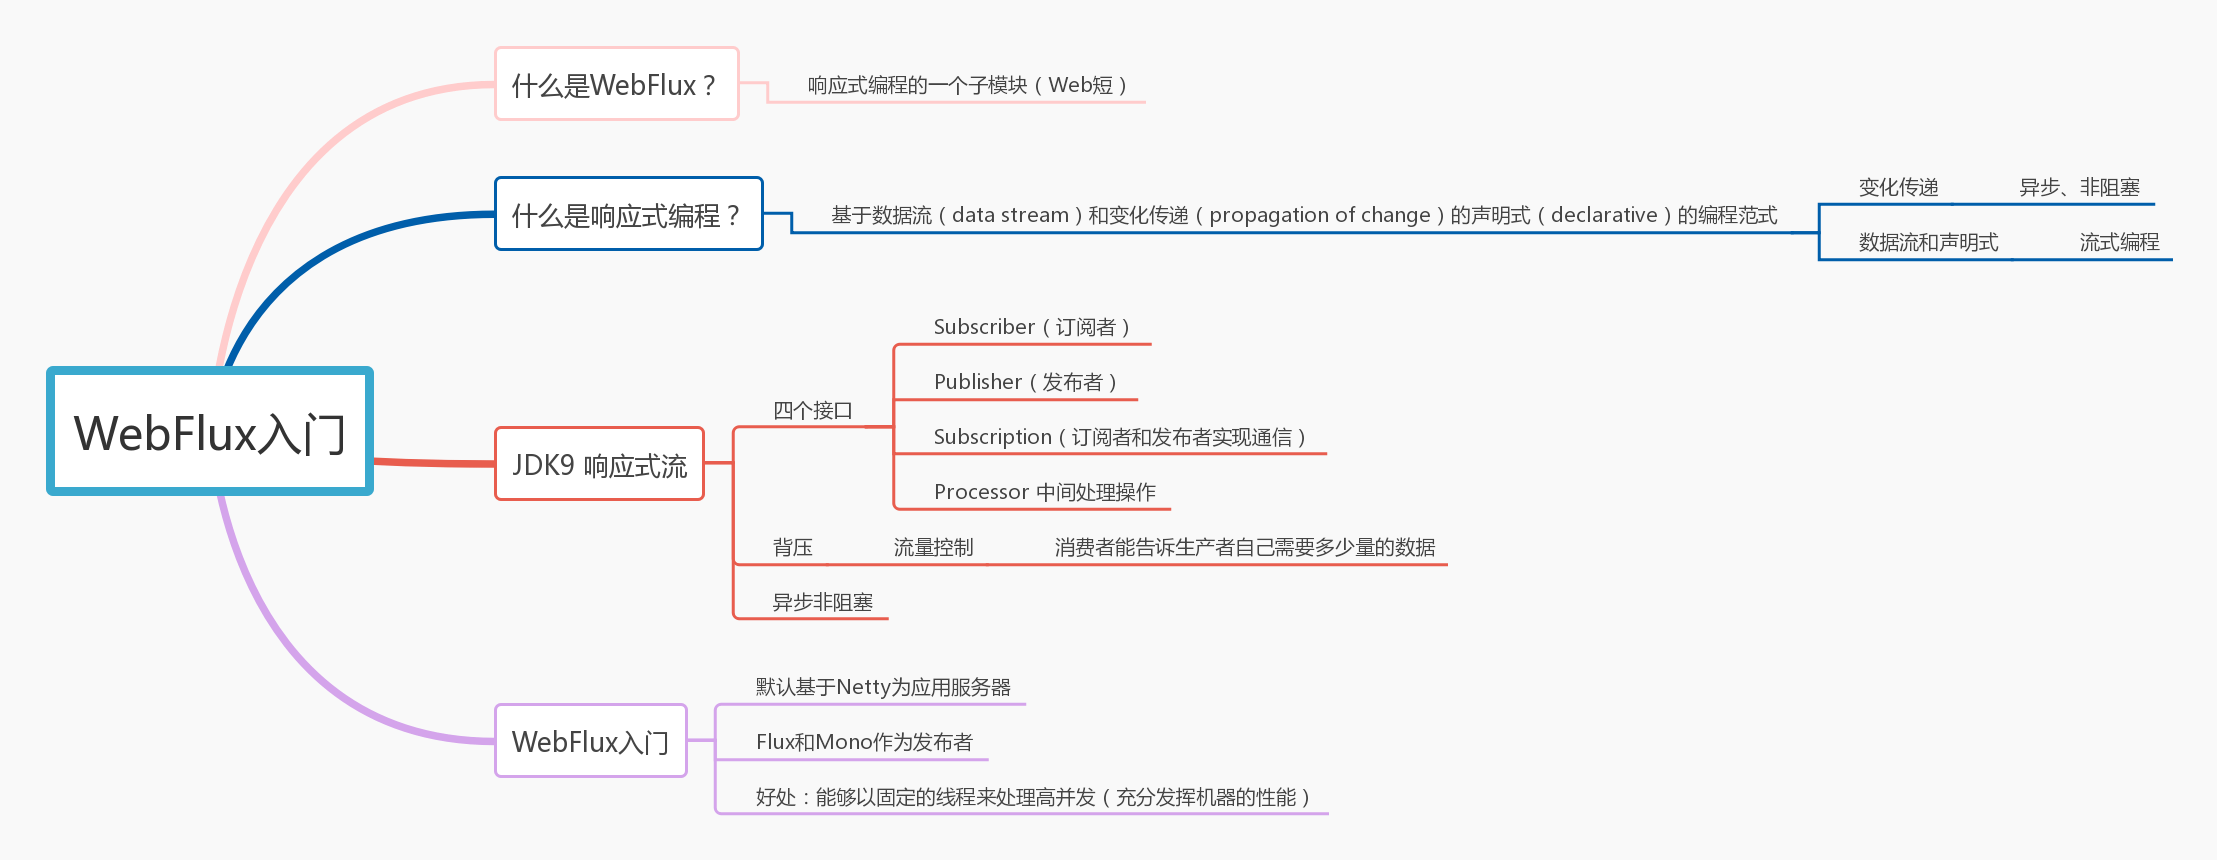 WebFlux入门
什么是WebFlux？
响应式编程的一个子模块（Web短）
什么是响应式编程？
基于数据流（data stream）和变化传递（propagation of change）的声明式（declarative）的编程范式
变化传递
异步、非阻塞
数据流和声明式
流式编程
JDK9 响应式流
四个接口
Subscriber（订阅者）
Publisher（发布者）
Subscription（订阅者和发布者实现通信）
Processor 中间处理操作
背压
流量控制
消费者能告诉生产者自己需要多少量的数据
异步非阻塞
WebFlux入门
默认基于Netty为应用服务器
Flux和Mono作为发布者
好处：能够以固定的线程来处理高并发（充分发挥机器的性能）